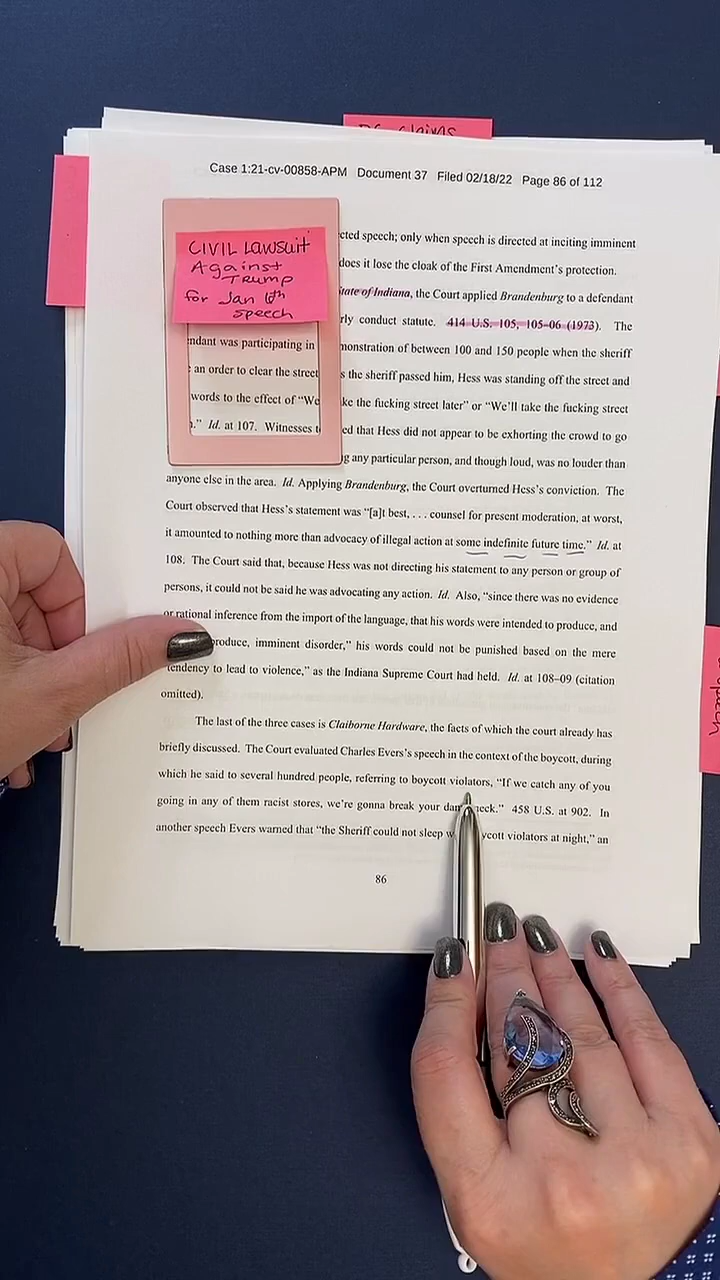 DC Claims
Case 1:21-cv-00858-APM Document 37 Filed 02/18/22 Page 86 of 112
CIVIL LAWSuit
Against
Trump
for Jan 6th
speech
cted speech; only when speech is directed at inciting imminent
does it lose the cloak of the First Amendment's protection.
State of Indiana, the Court applied Brandenburg to a defendant
rly conduct statute. 414 U.S. 105, 105–06 (1973). The
ndant was participating in monstration of between 100 and 150 people when the sheriff
an order to clear the street s the sheriff passed him, Hess was standing off the street and
words to the effect of “We ke the fucking street later” or “We'll take the fucking street
.” Id. at 107. Witnesses t ed that Hess did not appear to be exhorting the crowd to go
g any particular person, and though loud, was no louder than
anyone else in the area. Id. Applying Brandenburg, the Court overturned Hess's conviction. The
Court observed that Hess's statement was “[a]t best, . . . counsel for present moderation, at worst,
it amounted to nothing more than advocacy of illegal action at some indefinite future time.” Id. at
108. The Court said that, because Hess was not directing his statement to any person or group of
persons, it could not be said he was advocating any action. Id. Also, “since there was no evidence
or rational inference from the import of the language, that his words were intended to produce, and
produce, imminent disorder,” his words could not be punished based on the mere
tendency to lead to violence,” as the Indiana Supreme Court had held. Id. at 108–09 (citation
omitted).
The last of the three cases is Claiborne Hardware, the facts of which the court already has
briefly discussed. The Court evaluated Charles Evers's speech in the context of the boycott, during
which he said to several hundred people, referring to boycott violators, “If we catch any of you
going in any of them racist stores, we're gonna break your dam neck.” 458 U.S. at 902. In
another speech Evers warned that “the Sheriff could not sleep w ycott violators at night,” an
86